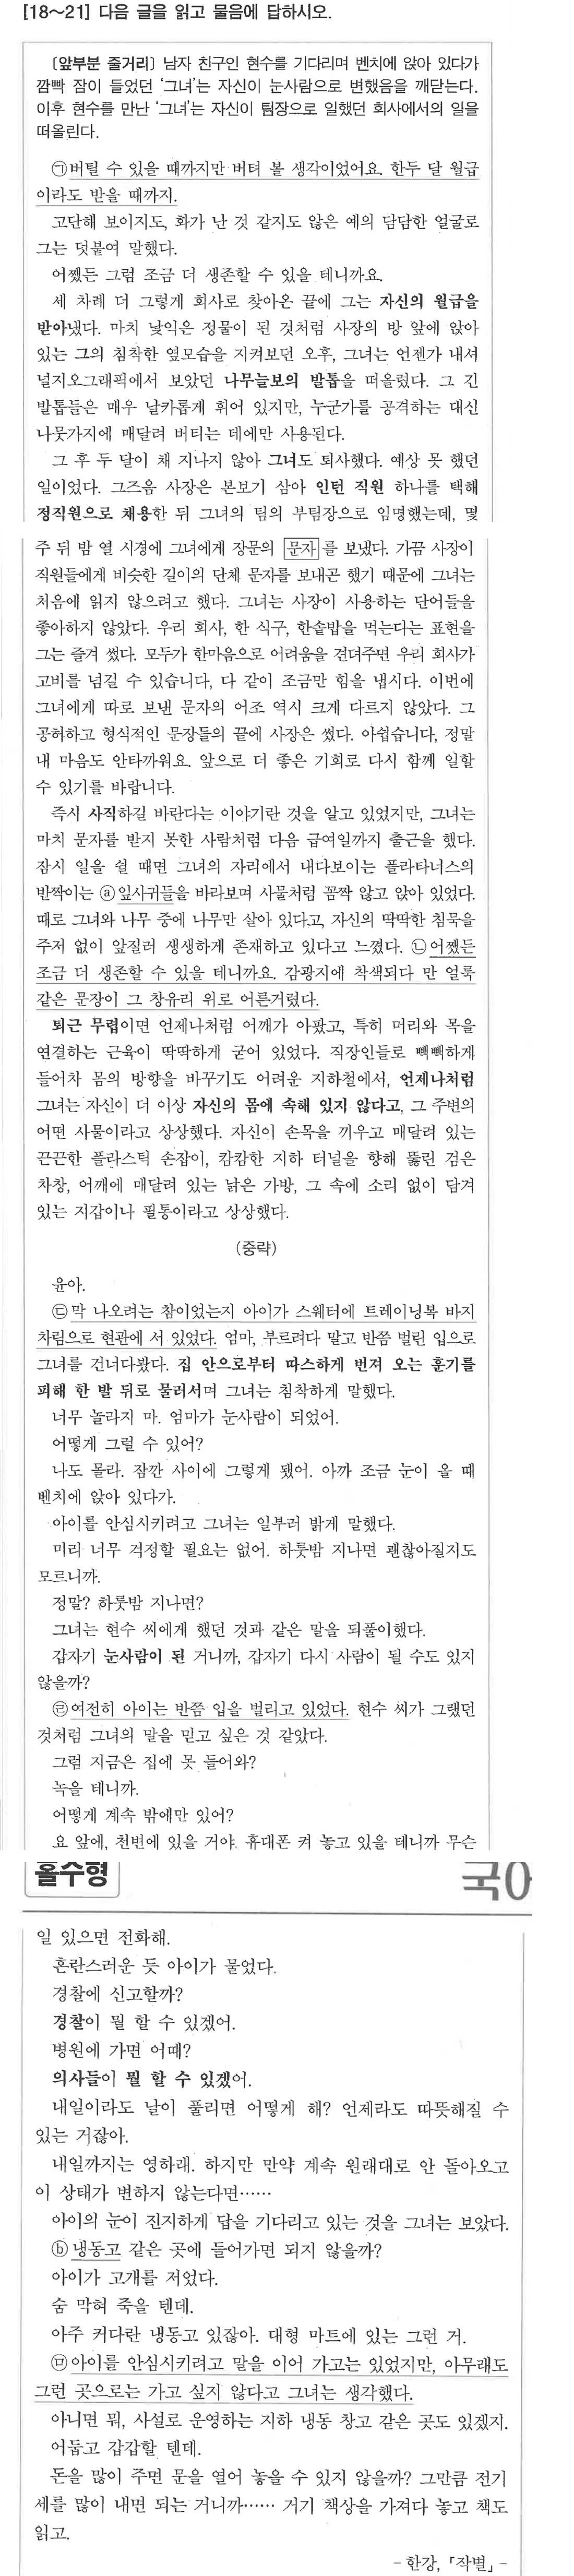 [18～21] 다음 글을 읽고 물음에 답하시오.
〔앞부분 줄거리〕 남자 친구인 현수를 기다리며 벤치에 앉아 있다가
깜빡 잠이 들었던 '그녀'는 자신이 눈사람으로 변했음을 깨닫는다.
이후 현수를 만난 '그녀'는 자신이 팀장으로 일했던 회사에서의 일을
떠올린다.
㉠버틸 수 있을 때까지만 버텨 볼 생각이었어요. 한두 달 월급
이라도 받을 때까지.
고단해 보이지도, 화가 난 것 같지도 않은 예의 담담한 얼굴로
그는 덧붙여 말했다.
어쨌든 그럼 조금 더 생존할 수 있을 테니까요.
세 차례 더 그렇게 회사로 찾아온 끝에 그는 자신의 월급을
받아냈다. 마치 낯익은 정물이 된 것처럼 사장의 방 앞에 앉아
있는 그의 침착한 옆모습을 지켜보던 오후, 그녀는 언젠가 내셔
널지오그래픽에서 보았던 나무늘보의 발톱을 떠올렸다. 그 긴
발톱들은 매우 날카롭게 휘어 있지만, 누군가를 공격하는 대신
나뭇가지에 매달려 버티는 데에만 사용된다.
그 후 두 달이 채 지나지 않아 그녀도 퇴사했다. 예상 못 했던
일이었다. 그즈음 사장은 본보기 삼아 인턴 직원 하나를 택해
정직원으로 채용한 뒤 그녀의 팀의 부팀장으로 임명했는데, 몇
주 뒤 밤 열 시경에 그녀에게 장문의 문자를 보냈다. 가끔 사장이
직원들에게 비슷한 길이의 단체 문자를 보내곤 했기 때문에 그녀는
처음에 읽지 않으려고 했다. 그녀는 사장이 사용하는 단어들을
좋아하지 않았다. 우리 회사, 한 식구, 한솥밥을 먹는다는 표현을
그는 즐겨 썼다. 모두가 한마음으로 어려움을 견뎌주면 우리 회사가
고비를 넘길 수 있습니다, 다 같이 조금만 힘을 냅시다. 이번에
그녀에게 따로 보낸 문자의 어조 역시 크게 다르지 않았다. 그
공허하고 형식적인 문장들의 끝에 사장은 썼다. 아쉽습니다, 정말
내 마음도 안타까워요. 앞으로 더 좋은 기회로 다시 함께 일할
수 있기를 바랍니다.
즉시 사직하길 바란다는 이야기란 것을 알고 있었지만, 그녀는
마치 문자를 받지 못한 사람처럼 다음 급여일까지 출근을 했다.
잠시 일을 쉴 때면 그녀의 자리에서 내다보이는 플라타너스의
반짝이는 ⓐ잎사귀들을 바라보며 사물처럼 꼼짝 않고 앉아 있었다.
때로 그녀와 나무 중에 나무만 살아 있다고, 자신의 딱딱한 침묵을
주저 없이 앞질러 생생하게 존재하고 있다고 느꼈다. ㉡어쨌든
조금 더 생존할 수 있을 테니까요. 감광지에 착색되다 만 얼룩
같은 문장이 그 창유리 위로 어른거렸다.
퇴근 무렵이면 언제나처럼 어깨가 아팠고, 특히 머리와 목을
연결하는 근육이 딱딱하게 굳어 있었다. 직장인들로 빽빽하게
들어차 몸의 방향을 바꾸기도 어려운 지하철에서, 언제나처럼
그녀는 자신이 더 이상 자신의 몸에 속해 있지 않다고, 그 주변의
어떤 사물이라고 상상했다. 자신이 손목을 끼우고 매달려 있는
끈끈한 플라스틱 손잡이, 캄캄한 지하 터널을 향해 뚫린 검은
차창, 어깨에 매달려 있는 낡은 가방, 그 속에 소리 없이 담겨
있는 지갑이나 필통이라고 상상했다.
(중략)
윤아.
㉢막 나오려는 참이었는지 아이가 스웨터에 트레이닝복 바지
차림으로 현관에 서 있었다. 엄마, 부르려다 말고 반쯤 벌린 입으로
그녀를 건너다봤다. 집 안으로부터 따스하게 번져 오는 훈기를
피해 한 발 뒤로 물러서며 그녀는 침착하게 말했다.
너무 놀라지 마. 엄마가 눈사람이 되었어.
어떻게 그럴 수 있어?
나도 몰라. 잠깐 사이에 그렇게 됐어. 아까 조금 눈이 올 때
벤치에 앉아 있다가.
아이를 안심시키려고 그녀는 일부러 밝게 말했다.
미리 너무 걱정할 필요는 없어. 하룻밤 지나면 괜찮아질지도
모르니까.
정말? 하룻밤 지나면?
그녀는 현수 씨에게 했던 것과 같은 말을 되풀이했다.
갑자기 눈사람이 된 거니까, 갑자기 다시 사람이 될 수도 있지
않을까?
㉣여전히 아이는 반쯤 입을 벌리고 있었다. 현수 씨가 그랬던
것처럼 그녀의 말을 믿고 싶은 것 같았다.
그럼 지금은 집에 못 들어와?
녹을 테니까.
어떻게 계속 밖에만 있어?
요 앞에, 천변에 있을 거야. 휴대폰 켜 놓고 있을 테니까 무슨
홀수형
국어
일 있으면 전화해.
혼란스러운 듯 아이가 물었다.
경찰에 신고할까?
경찰이 뭘 할 수 있겠어.
병원에 가면 어때?
의사들이 뭘 할 수 있겠어.
내일이라도 날이 풀리면 어떻게 해? 언제라도 따뜻해질 수
있는 거잖아.
내일까지는 영하래. 하지만 만약 계속 원래대로 안 돌아오고
이 상태가 변하지 않는다면……
아이의 눈이 진지하게 답을 기다리고 있는 것을 그녀는 보았다.
ⓑ냉동고 같은 곳에 들어가면 되지 않을까?
아이가 고개를 저었다.
숨 막혀 죽을 텐데.
아주 커다란 냉동고 있잖아. 대형 마트에 있는 그런 거.
㉤아이를 안심시키려고 말을 이어 가고는 있었지만, 아무래도
그런 곳으로는 가고 싶지 않다고 그녀는 생각했다.
아니면 뭐, 사설로 운영하는 지하 냉동 창고 같은 곳도 있겠지.
어둡고 갑갑할 텐데.
돈을 많이 주면 문을 열어 놓을 수 있지 않을까? 그만큼 전기
세를 많이 내면 되는 거니까…… 거기 책상을 가져다 놓고 책도
읽고.
- 한강, 「작별」 -